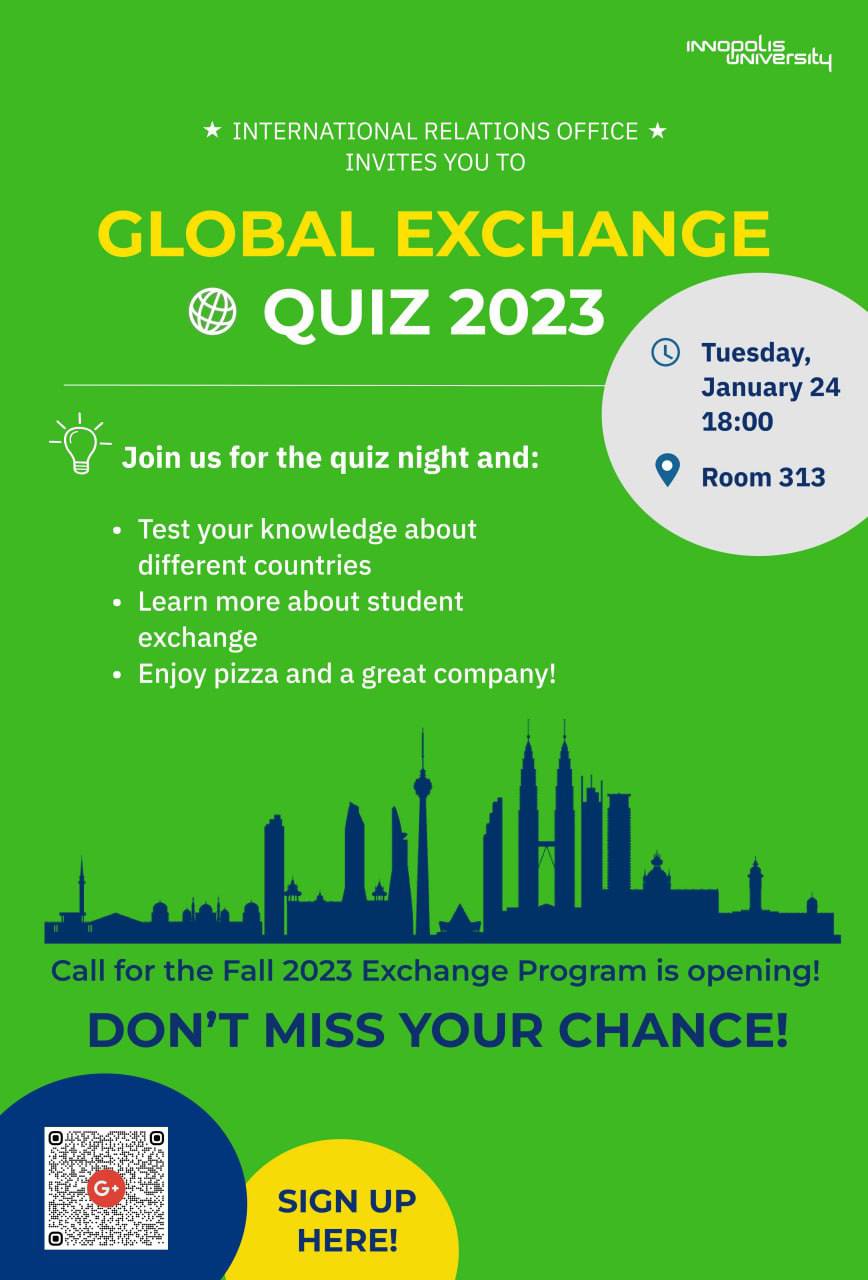 INNOPOLIS
UNIVERSITY
★ INTERNATIONAL RELATIONS OFFICE ★
INVITES YOU TO
GLOBAL EXCHANGE
QUIZ 2023
Tuesday,
January 24
18:00
Room 313
Join us for the quiz night and:
• Test your knowledge about
different countries
• Learn more about student
exchange
• Enjoy pizza and a great company!
Call for the Fall 2023 Exchange Program is opening!
DON'T MISS YOUR CHANCE!
G+
SIGN UP
HERE!